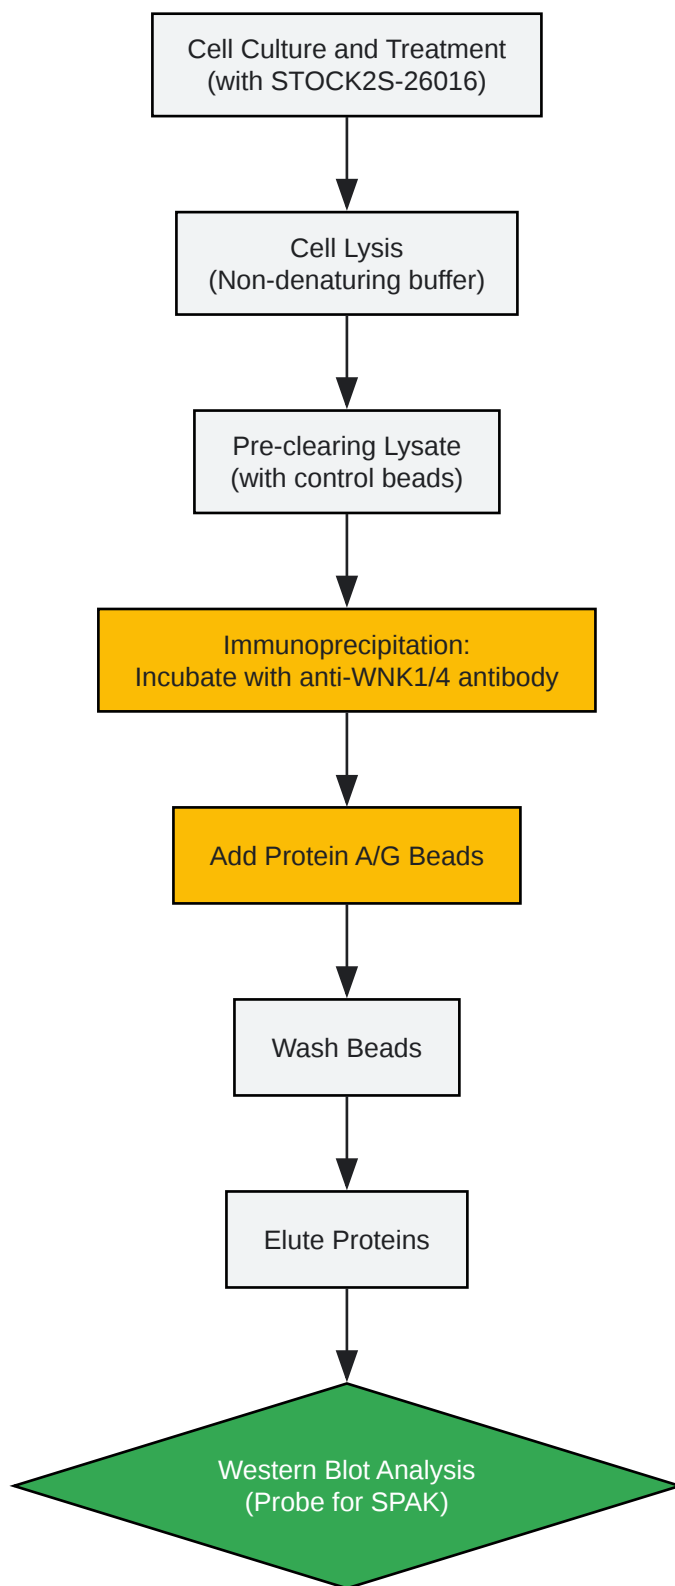 Cell Culture and Treatment
(with STOCK2S-26016)
Cell Lysis
(Non-denaturing buffer)
Pre-clearing Lysate
(with control beads)
Immunoprecipitation:
Incubate with anti-WNK1/4 antibody
Add Protein A/G Beads
Wash Beads
Elute Proteins
Western Blot Analysis
(Probe for SPAK)